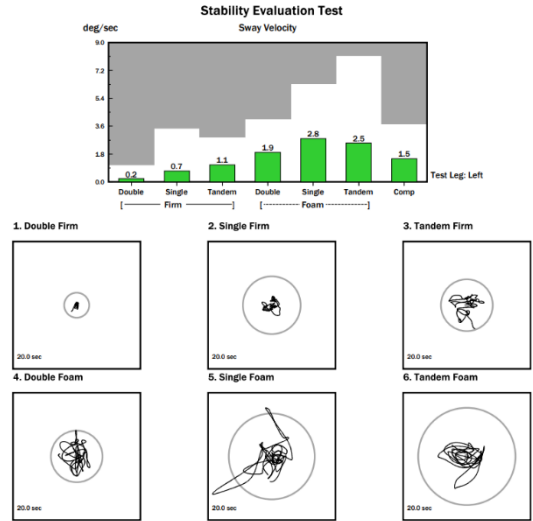 Stability Evaluation Test
deg/sec Sway Velocity
9.0
7.2
5.4
3.6
1.8
0.0
0.2 0.7 1.1 1.9 2.8 2.5 1.5
Test Leg: Left
Double Single Tandem Double Single Tandem Comp
[ Firm ] [ Foam ]
1. Double Firm 2. Single Firm 3. Tandem Firm
20.0 sec 20.0 sec 20.0 sec
4. Double Foam 5. Single Foam 6. Tandem Foam
20.0 sec 20.0 sec 20.0 sec